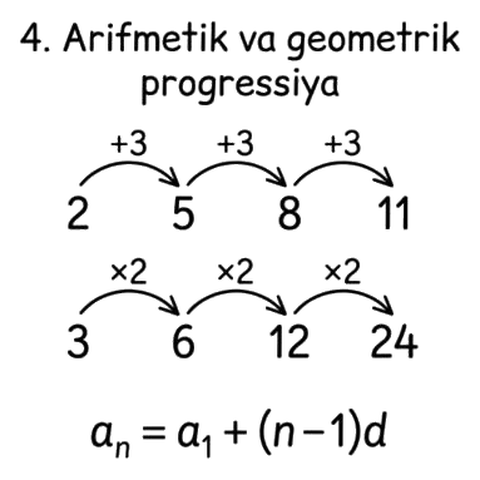 4. Arifmetik va geometrik
progressiya
+3 +3 +3
2 5 8 11
×2 ×2 ×2
3 6 12 24
aₙ = a₁ + (n−1)d